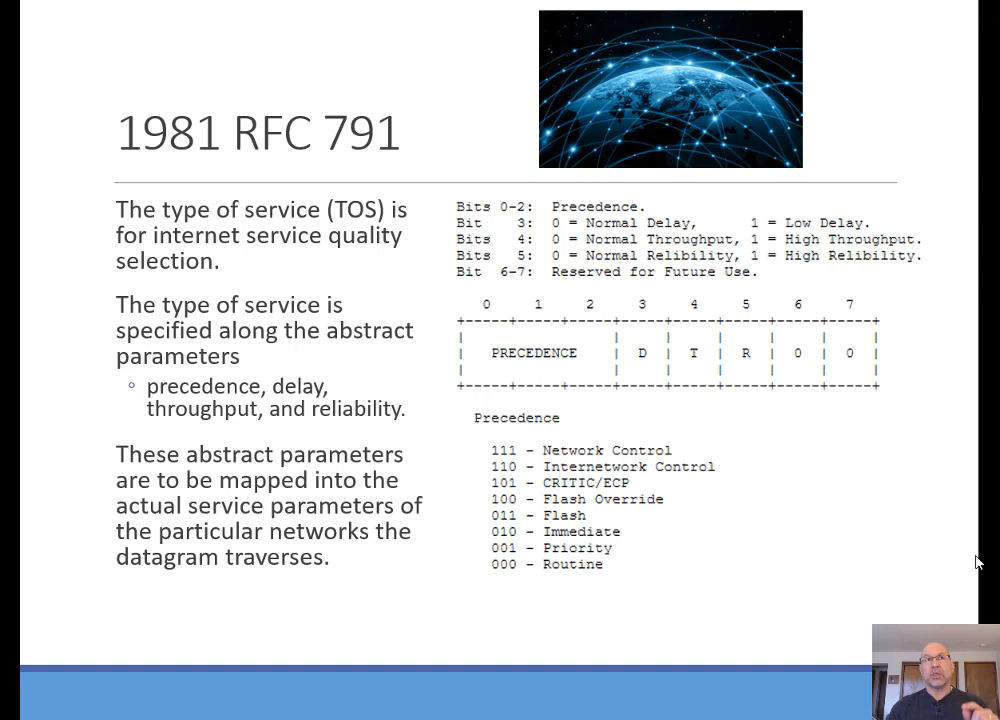 1981 RFC 791
The type of service (TOS) is
for internet service quality
selection.
The type of service is
specified along the abstract
parameters
◦ precedence, delay,
throughput, and reliability.
These abstract parameters
are to be mapped into the
actual service parameters of
the particular networks the
datagram traverses.
Bits 0-2: Precedence.
Bit 3: 0 = Normal Delay, 1 = Low Delay.
Bits 4: 0 = Normal Throughput, 1 = High Throughput.
Bits 5: 0 = Normal Relibility, 1 = High Relibility.
Bit 6-7: Reserved for Future Use.
0 1 2 3 4 5 6 7
+-----+-----+-----+-----+-----+-----+-----+-----+
| | | | | | |
| PRECEDENCE | D | T | R | 0 | 0 |
| | | | | | |
+-----+-----+-----+-----+-----+-----+-----+-----+
Precedence
111 - Network Control
110 - Internetwork Control
101 - CRITIC/ECP
100 - Flash Override
011 - Flash
010 - Immediate
001 - Priority
000 - Routine